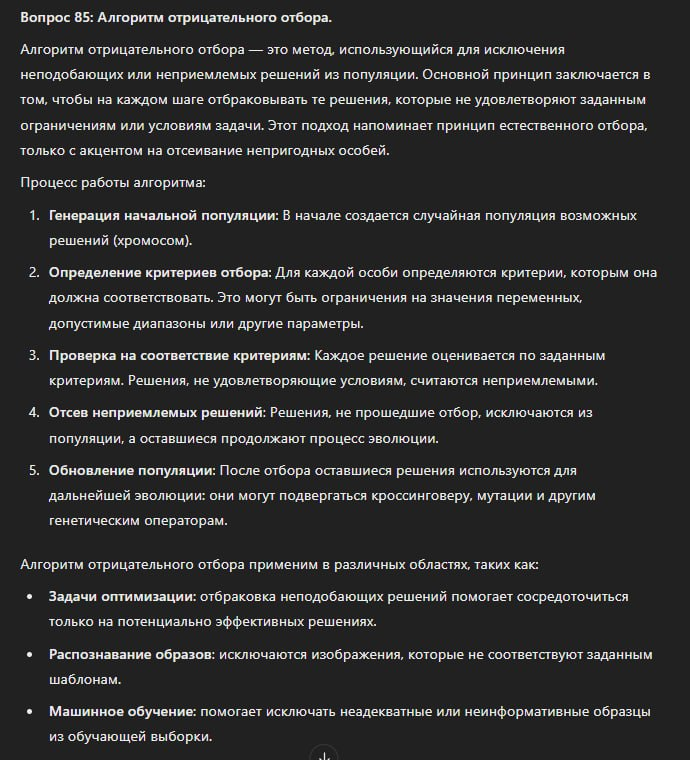 Вопрос 85: Алгоритм отрицательного отбора.
Алгоритм отрицательного отбора — это метод, использующийся для исключения
неподобающих или неприемлемых решений из популяции. Основной принцип заключается в
том, чтобы на каждом шаге отбраковывать те решения, которые не удовлетворяют заданным
ограничениям или условиям задачи. Этот подход напоминает принцип естественного отбора,
только с акцентом на отсеивание непригодных особей.
Процесс работы алгоритма:
1. Генерация начальной популяции: В начале создается случайная популяция возможных
решений (хромосом).
2. Определение критериев отбора: Для каждой особи определяются критерии, которым она
должна соответствовать. Это могут быть ограничения на значения переменных,
допустимые диапазоны или другие параметры.
3. Проверка на соответствие критериям: Каждое решение оценивается по заданным
критериям. Решения, не удовлетворяющие условиям, считаются неприемлемыми.
4. Отсев неприемлемых решений: Решения, не прошедшие отбор, исключаются из
популяции, а оставшиеся продолжают процесс эволюции.
5. Обновление популяции: После отбора оставшиеся решения используются для
дальнейшей эволюции: они могут подвергаться кроссинговеру, мутации и другим
генетическим операторам.
Алгоритм отрицательного отбора применим в различных областях, таких как:
• Задачи оптимизации: отбраковка неподобающих решений помогает сосредоточиться
только на потенциально эффективных решениях.
• Распознавание образов: исключаются изображения, которые не соответствуют заданным
шаблонам.
• Машинное обучение: помогает исключать неадекватные или неинформативные образцы
из обучающей выборки.